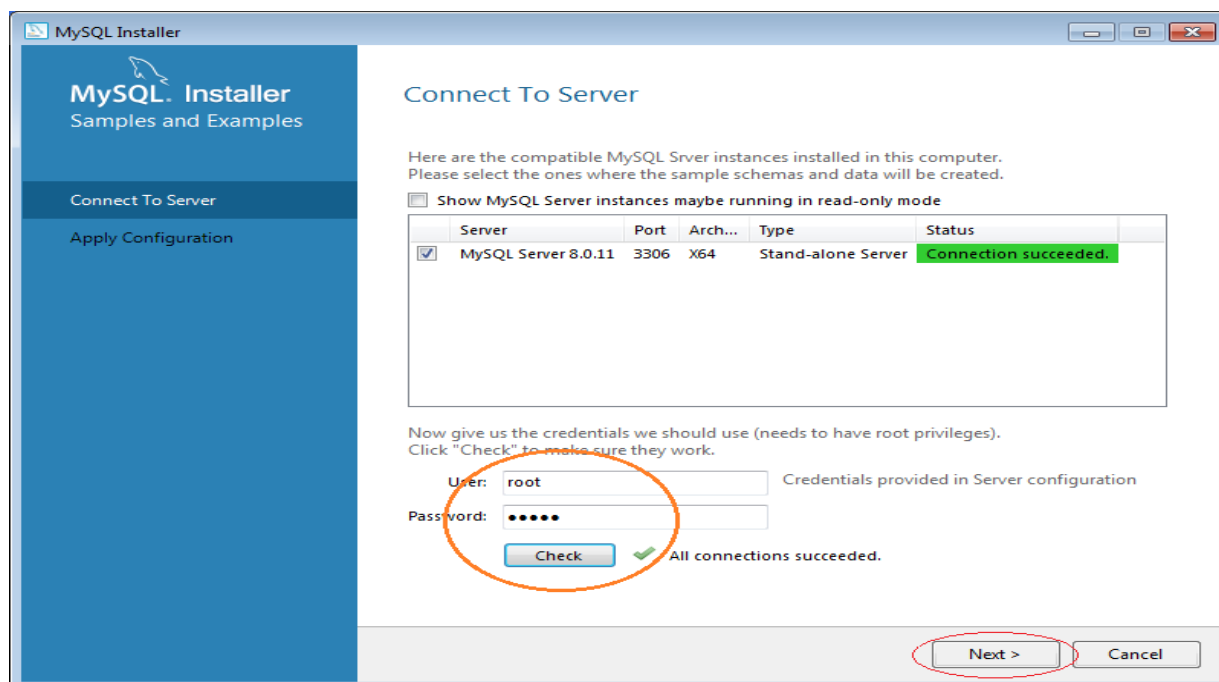 MySQL Installer
MySQL. Installer
Samples and Examples
Connect To Server
Apply Configuration
Connect To Server
Here are the compatible MySQL Srver instances installed in this computer.
Please select the ones where the sample schemas and data will be created.
Show MySQL Server instances maybe running in read-only mode
Server Port Arch... Type Status
MySQL Server 8.0.11 3306 X64 Stand-alone Server Connection succeeded.
Now give us the credentials we should use (needs to have root privileges).
Click "Check" to make sure they work.
User: root Credentials provided in Server configuration
Password: •••••
Check All connections succeeded.
Next > Cancel